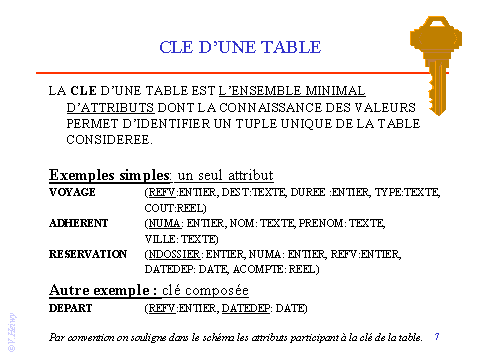 CLE D'UNE TABLE
LA CLE D'UNE TABLE EST L'ENSEMBLE MINIMAL
D'ATTRIBUTS DONT LA CONNAISSANCE DES VALEURS
PERMET D'IDENTIFIER UN TUPLE UNIQUE DE LA TABLE
CONSIDEREE.
Exemples simples: un seul attribut
VOYAGE (REFV:ENTIER, DEST:TEXTE, DUREE :ENTIER, TYPE:TEXTE,
COUT:REEL)
ADHERENT (NUMA: ENTIER, NOM: TEXTE, PRENOM: TEXTE,
VILLE: TEXTE)
RESERVATION (NDOSSIER: ENTIER, NUMA: ENTIER, REFV:ENTIER,
DATEDEP: DATE, ACOMPTE: REEL)
Autre exemple : clé composée
DEPART (REFV:ENTIER, DATEDEP: DATE)
Par convention on souligne dans le schéma les attributs participant à la clé de la table. 7